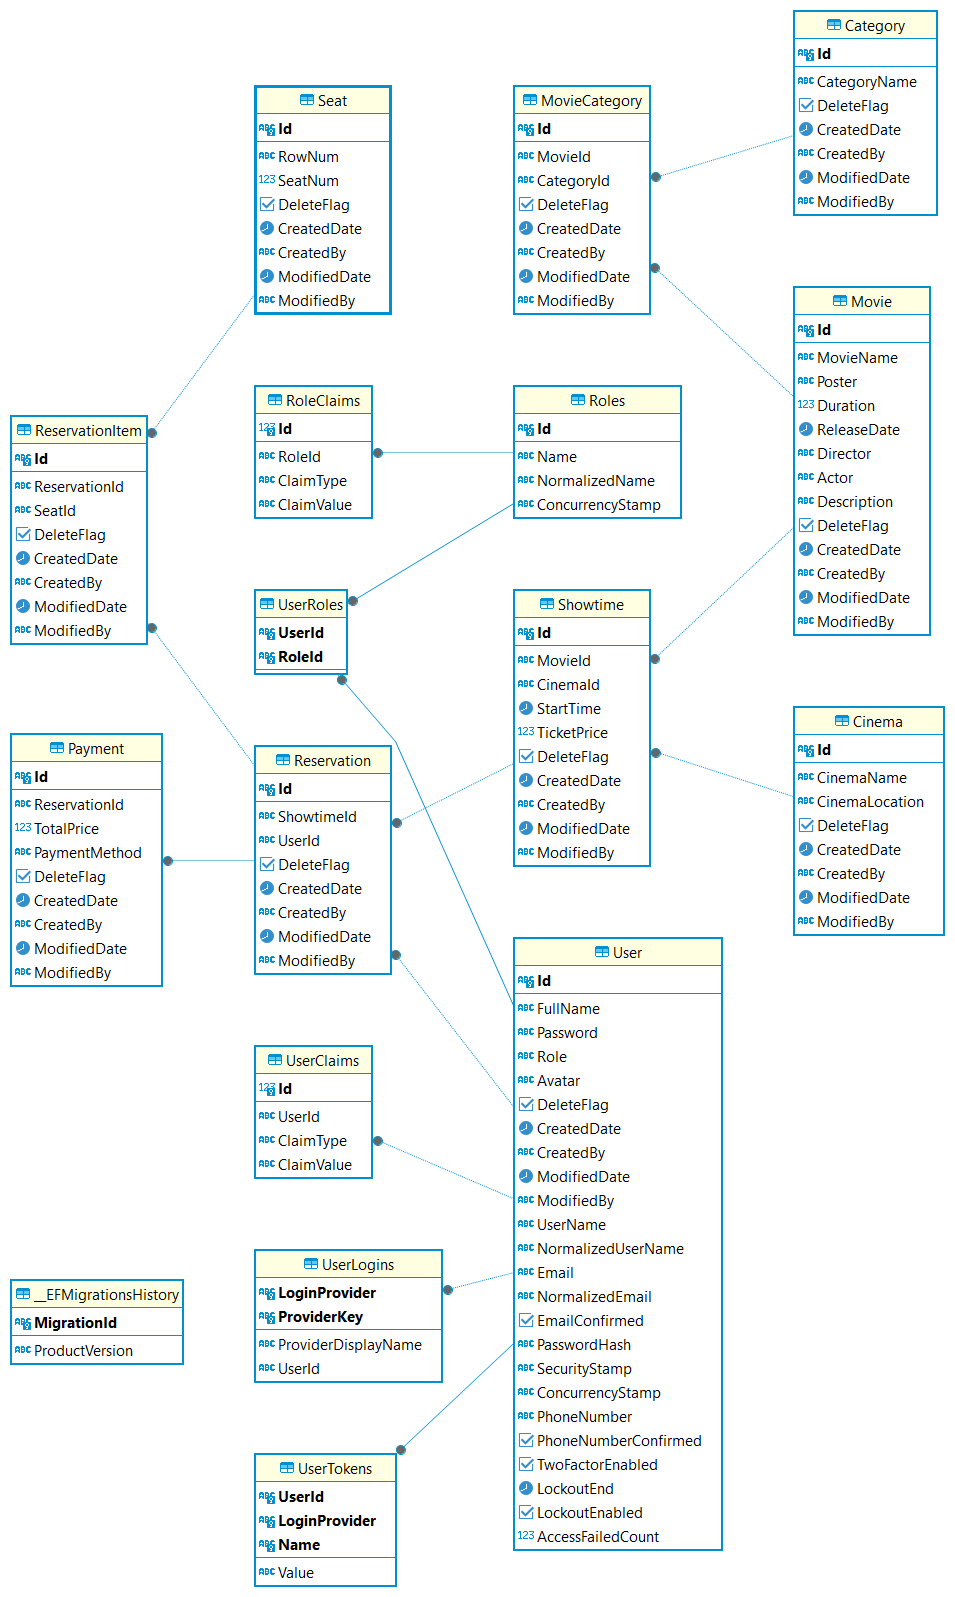 Category
Id
CategoryName
DeleteFlag
CreatedDate
CreatedBy
ModifiedDate
ModifiedBy
Seat
Id
RowNum
SeatNum
DeleteFlag
CreatedDate
CreatedBy
ModifiedDate
ModifiedBy
MovieCategory
Id
MovieId
CategoryId
DeleteFlag
CreatedDate
CreatedBy
ModifiedDate
ModifiedBy
Movie
Id
MovieName
Poster
Duration
ReleaseDate
Director
Actor
Description
DeleteFlag
CreatedDate
CreatedBy
ModifiedDate
ModifiedBy
RoleClaims
Id
RoleId
ClaimType
ClaimValue
Roles
Id
Name
NormalizedName
ConcurrencyStamp
ReservationItem
Id
ReservationId
SeatId
DeleteFlag
CreatedDate
CreatedBy
ModifiedDate
ModifiedBy
UserRoles
UserId
RoleId
Showtime
Id
MovieId
CinemaId
StartTime
TicketPrice
DeleteFlag
CreatedDate
CreatedBy
ModifiedDate
ModifiedBy
Cinema
Id
CinemaName
CinemaLocation
DeleteFlag
CreatedDate
CreatedBy
ModifiedDate
ModifiedBy
Payment
Id
ReservationId
TotalPrice
PaymentMethod
DeleteFlag
CreatedDate
CreatedBy
ModifiedDate
ModifiedBy
Reservation
Id
ShowtimeId
UserId
DeleteFlag
CreatedDate
CreatedBy
ModifiedDate
ModifiedBy
User
Id
FullName
Password
Role
Avatar
DeleteFlag
CreatedDate
CreatedBy
ModifiedDate
ModifiedBy
UserName
NormalizedUserName
Email
NormalizedEmail
EmailConfirmed
PasswordHash
SecurityStamp
ConcurrencyStamp
PhoneNumber
PhoneNumberConfirmed
TwoFactorEnabled
LockoutEnd
LockoutEnabled
AccessFailedCount
UserClaims
Id
UserId
ClaimType
ClaimValue
UserLogins
LoginProvider
ProviderKey
ProviderDisplayName
UserId
__EFMigrationsHistory
MigrationId
ProductVersion
UserTokens
UserId
LoginProvider
Name
Value